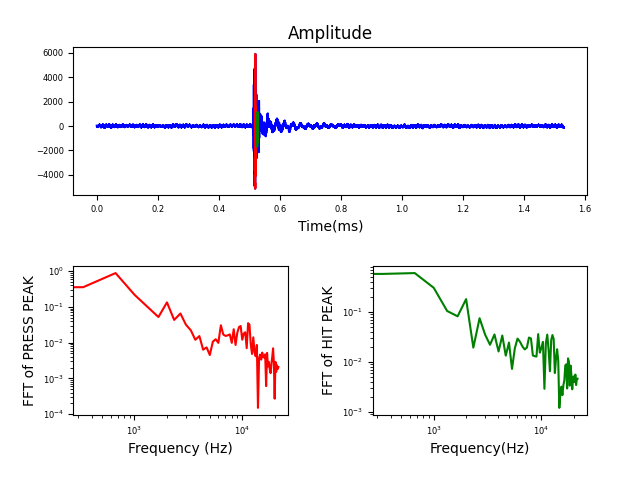 Amplitude
6000
4000
2000
0
−2000
−4000
0.0 0.2 0.4 0.6 0.8 1.0 1.2 1.4 1.6
Time(ms)
FFT of PRESS PEAK
10⁰
10⁻¹
10⁻²
10⁻³
10⁻⁴
10³ 10⁴
Frequency (Hz)
FFT of HIT PEAK
10⁻¹
10⁻²
10⁻³
10³ 10⁴
Frequency(Hz)